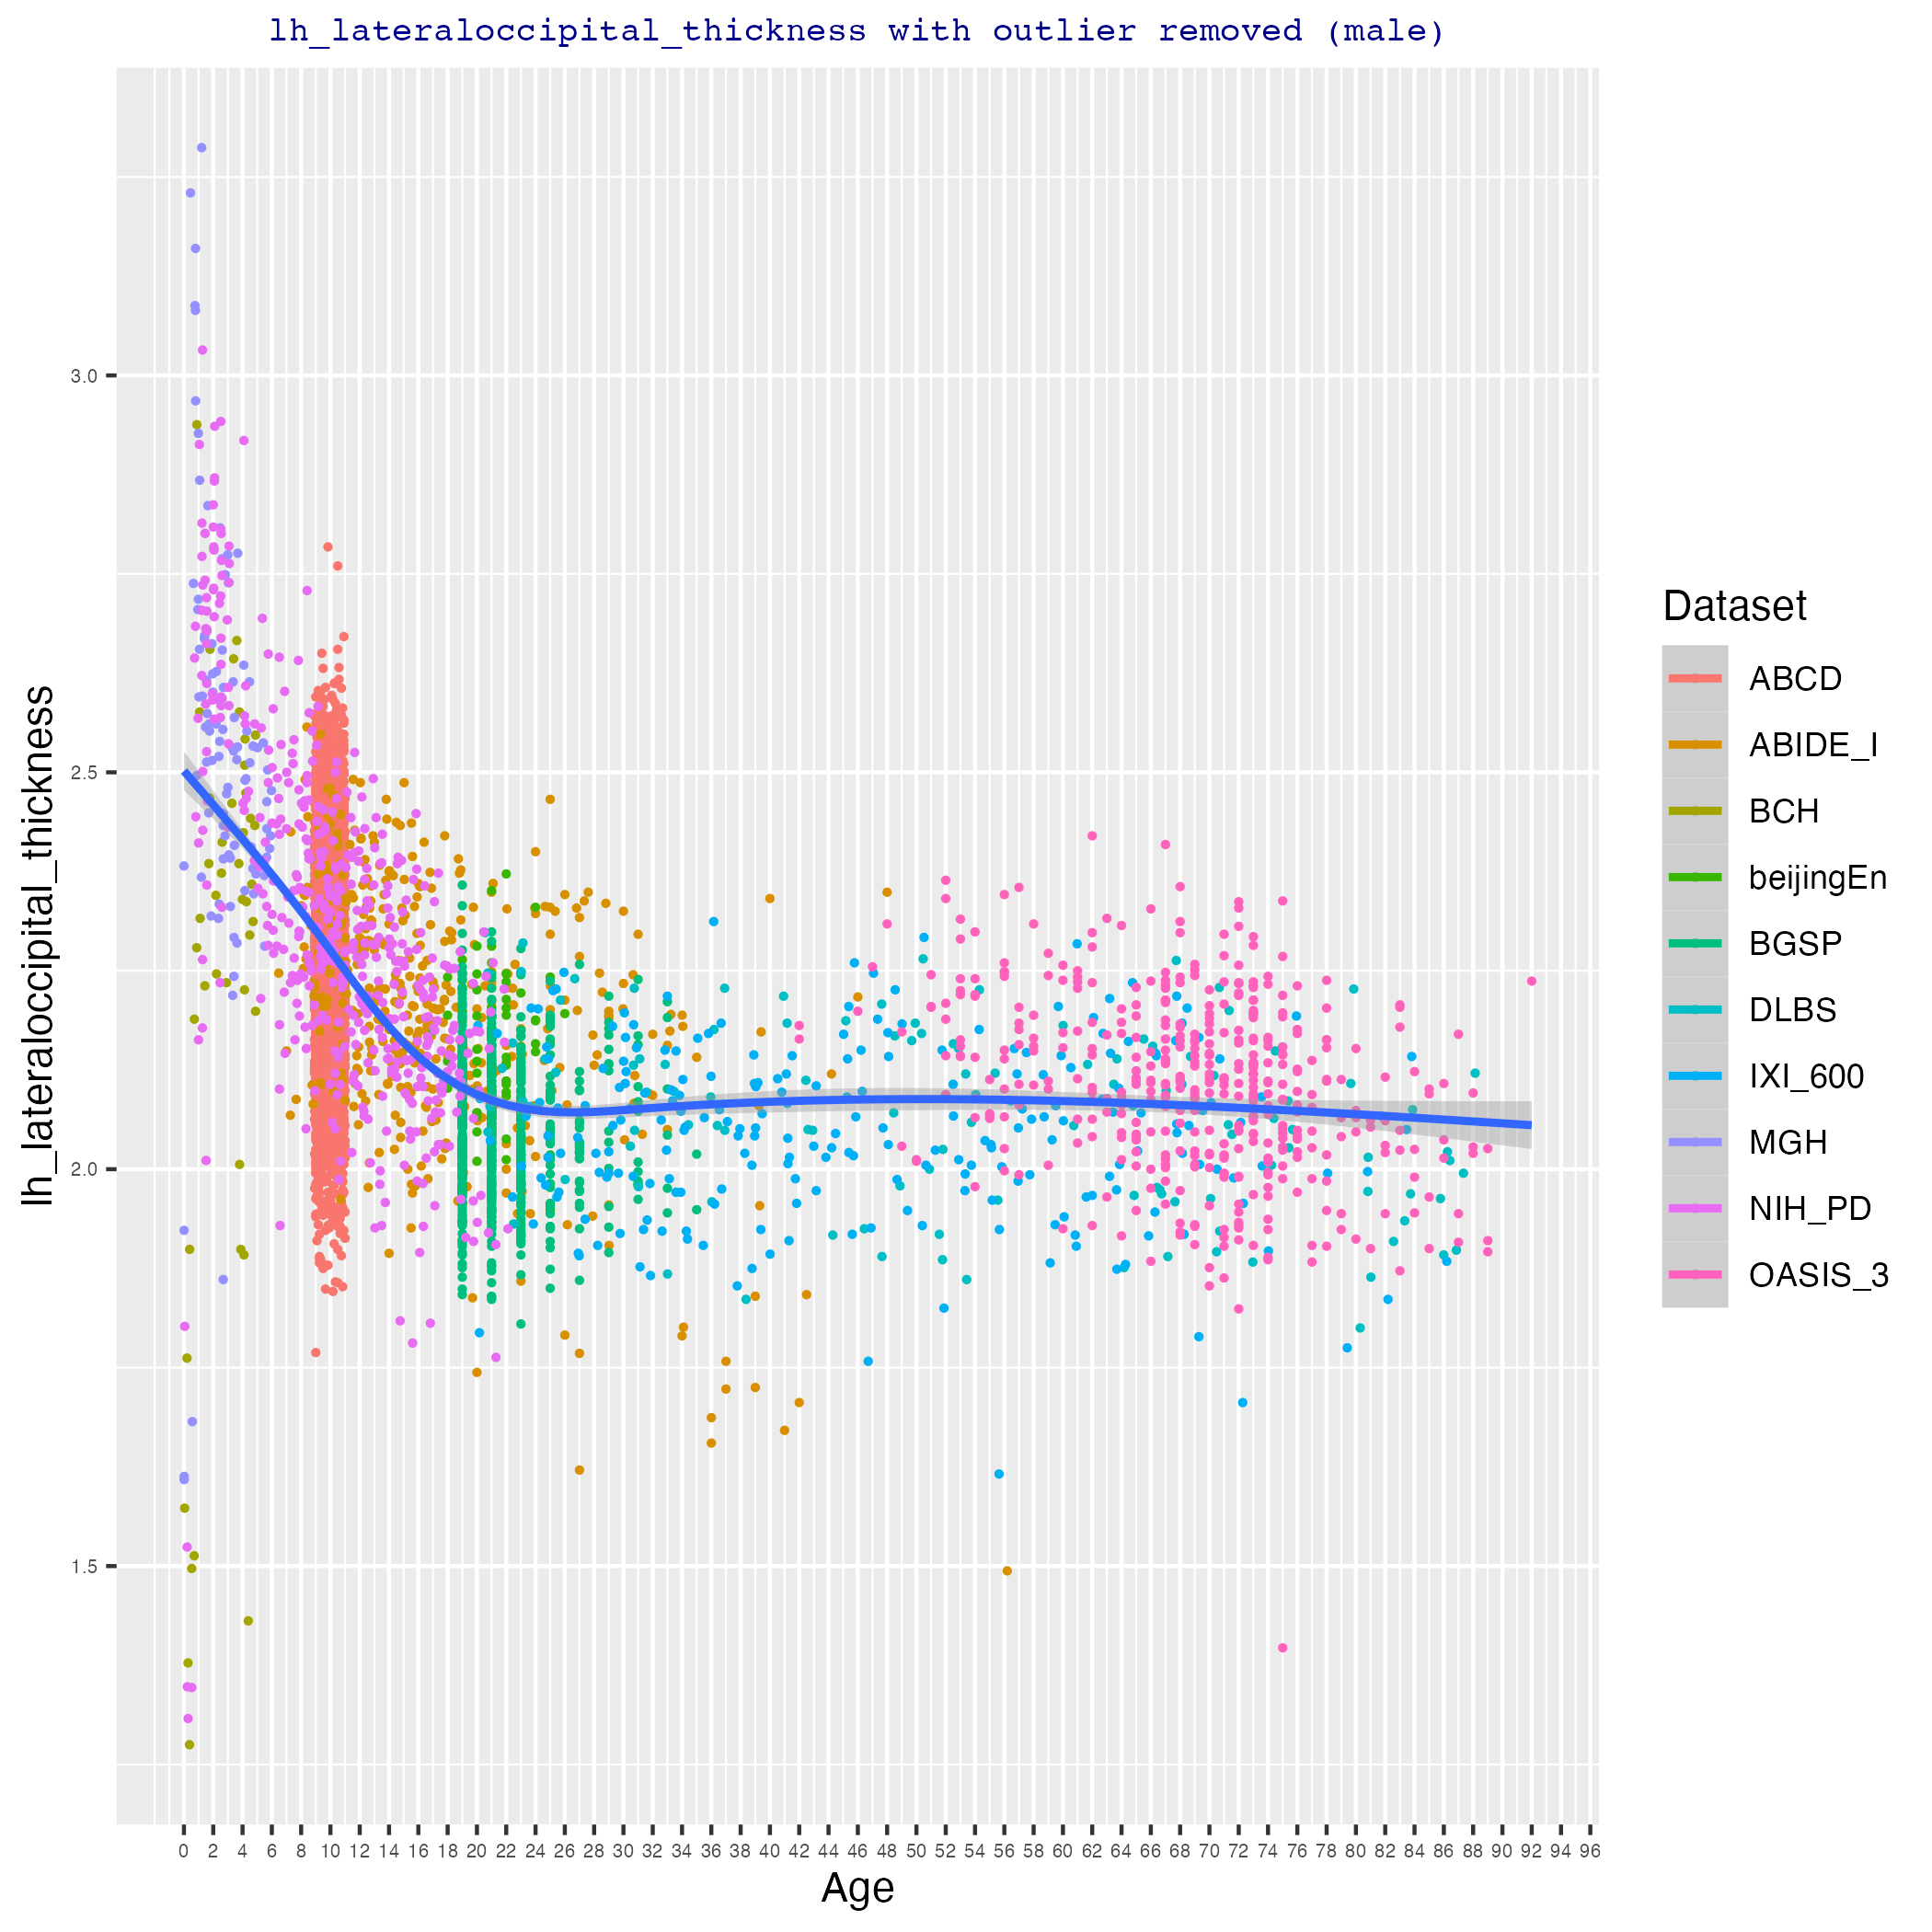 lh_lateraloccipital_thickness with outlier removed (male)
lh_lateraloccipital_thickness
3.0
2.5
2.0
1.5
0 2 4 6 8 10 12 14 16 18 20 22 24 26 28 30 32 34 36 38 40 42 44 46 48 50 52 54 56 58 60 62 64 66 68 70 72 74 76 78 80 82 84 86 88 90 92 94 96
Age
Dataset
ABCD
ABIDE_I
BCH
beijingEn
BGSP
DLBS
IXI_600
MGH
NIH_PD
OASIS_3